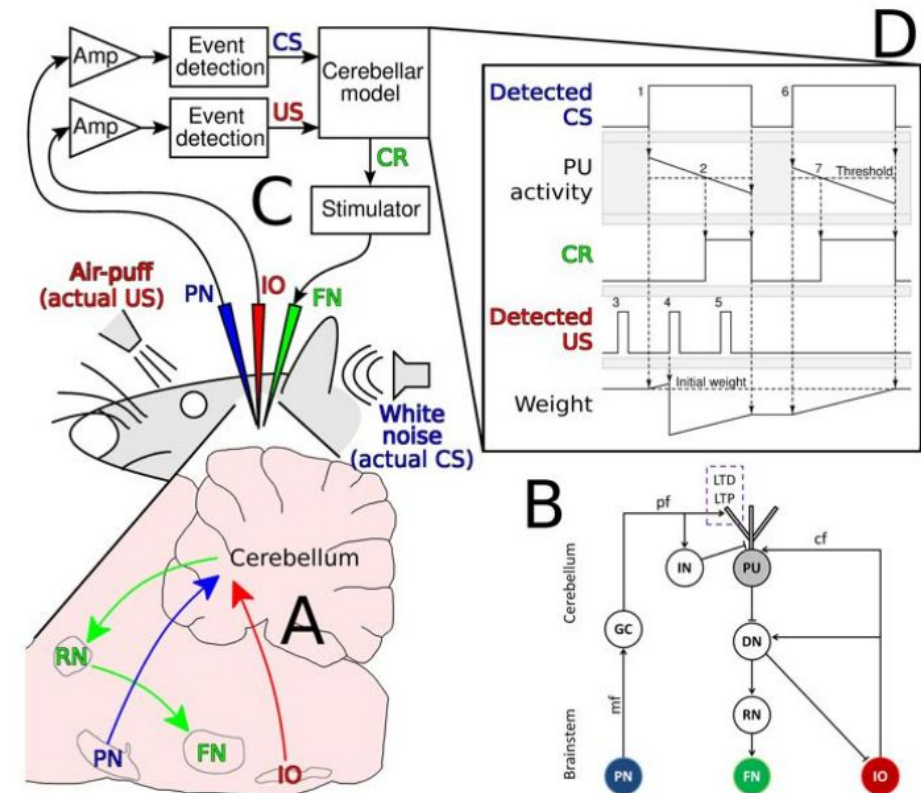 Amp
Event
detection
CS
Cerebellar
model
Amp
Event
detection
US
CR
Stimulator
C
Air-puff
(actual US)
PN
IO
FN
White
noise
(actual CS)
Cerebellum
A
RN
PN
FN
IO
D
Detected
CS
1
6
PU
activity
2
7
Threshold
CR
Detected
US
3
4
5
Initial weight
Weight
B
LTD
LTP
pf
cf
Cerebellum
IN
PU
GC
DN
mf
RN
Brainstem
PN
FN
IO